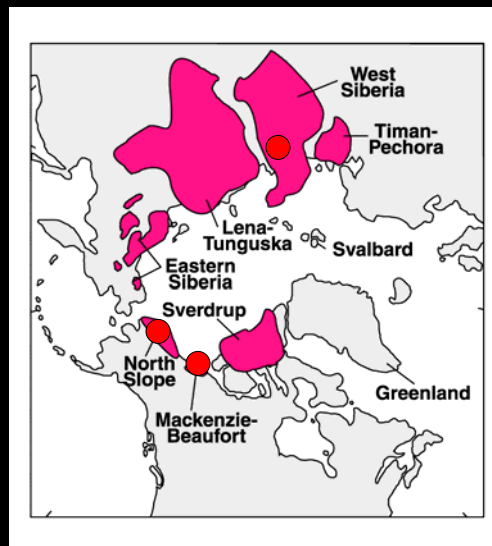 West
Siberia
Timan-
Pechora
Lena-
Tunguska
Svalbard
Eastern
Siberia
Sverdrup
North
Slope
Greenland
Mackenzie-
Beaufort